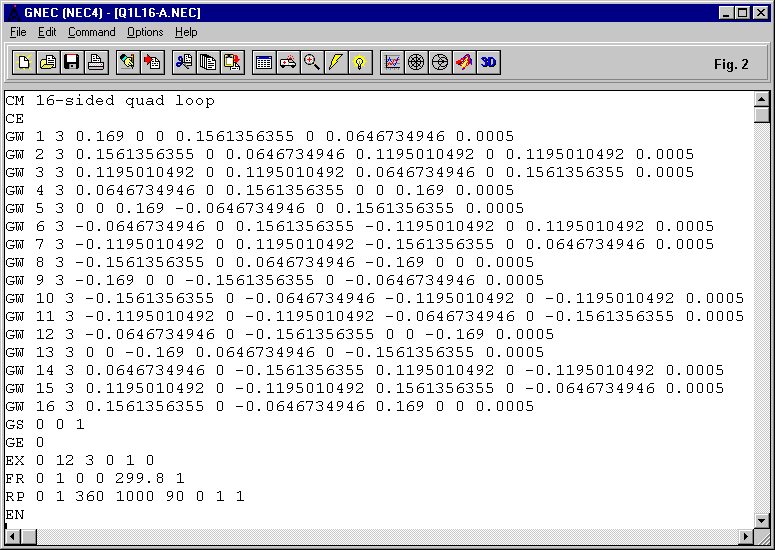 GNEC (NEC4) - [Q1L16-A.NEC]
File Edit Command Options Help
3D Fig. 2
CM 16-sided quad loop
CE
GW 1 3 0.169 0 0 0.1561356355 0 0.0646734946 0.0005
GW 2 3 0.1561356355 0 0.0646734946 0.1195010492 0 0.1195010492 0.0005
GW 3 3 0.1195010492 0 0.1195010492 0.0646734946 0 0.1561356355 0.0005
GW 4 3 0.0646734946 0 0.1561356355 0 0 0.169 0.0005
GW 5 3 0 0 0.169 -0.0646734946 0 0.1561356355 0.0005
GW 6 3 -0.0646734946 0 0.1561356355 -0.1195010492 0 0.1195010492 0.0005
GW 7 3 -0.1195010492 0 0.1195010492 -0.1561356355 0 0.0646734946 0.0005
GW 8 3 -0.1561356355 0 0.0646734946 -0.169 0 0 0.0005
GW 9 3 -0.169 0 0 -0.1561356355 0 -0.0646734946 0.0005
GW 10 3 -0.1561356355 0 -0.0646734946 -0.1195010492 0 -0.1195010492 0.0005
GW 11 3 -0.1195010492 0 -0.1195010492 -0.0646734946 0 -0.1561356355 0.0005
GW 12 3 -0.0646734946 0 -0.1561356355 0 0 -0.169 0.0005
GW 13 3 0 0 -0.169 0.0646734946 0 -0.1561356355 0.0005
GW 14 3 0.0646734946 0 -0.1561356355 0.1195010492 0 -0.1195010492 0.0005
GW 15 3 0.1195010492 0 -0.1195010492 0.1561356355 0 -0.0646734946 0.0005
GW 16 3 0.1561356355 0 -0.0646734946 0.169 0 0 0.0005
GS 0 0 1
GE 0
EX 0 12 3 0 1 0
FR 0 1 0 0 299.8 1
RP 0 1 360 1000 90 0 1 1
EN